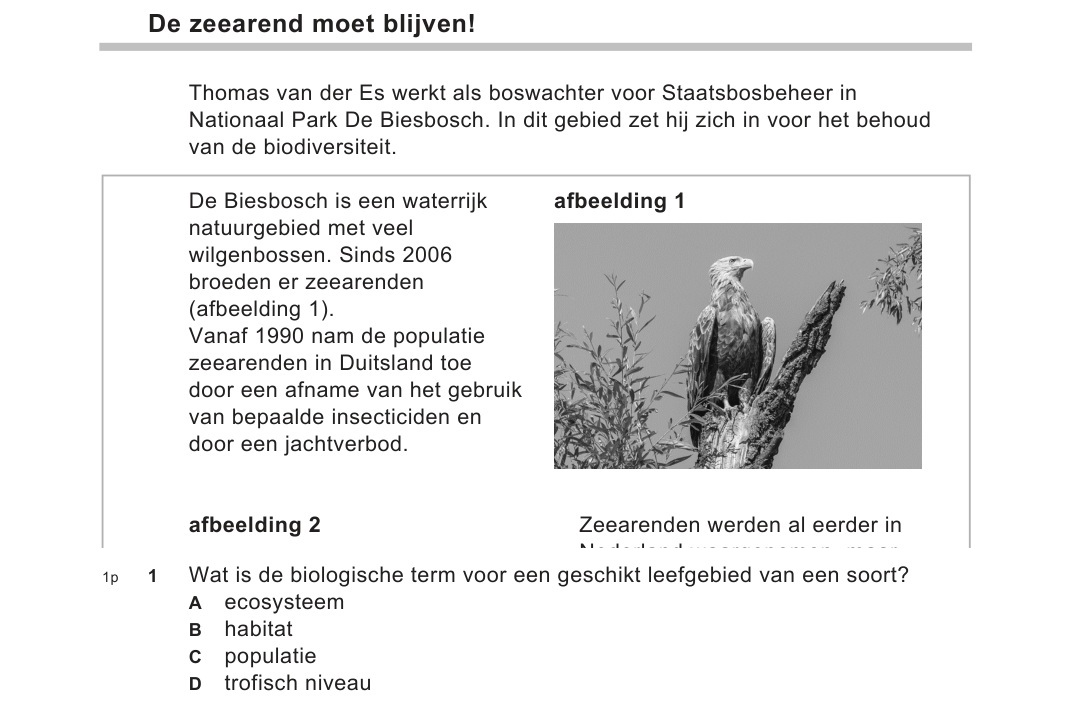 De zeearend moet blijven!
Thomas van der Es werkt als boswachter voor Staatsbosbeheer in
Nationaal Park De Biesbosch. In dit gebied zet hij zich in voor het behoud
van de biodiversiteit.
De Biesbosch is een waterrijk
natuurgebied met veel
wilgenbossen. Sinds 2006
broeden er zeearenden
(afbeelding 1).
Vanaf 1990 nam de populatie
zeearenden in Duitsland toe
door een afname van het gebruik
van bepaalde insecticiden en
door een jachtverbod.
afbeelding 1
afbeelding 2
Zeearenden werden al eerder in
1p 1 Wat is de biologische term voor een geschikt leefgebied van een soort?
A ecosysteem
B habitat
C populatie
D trofisch niveau